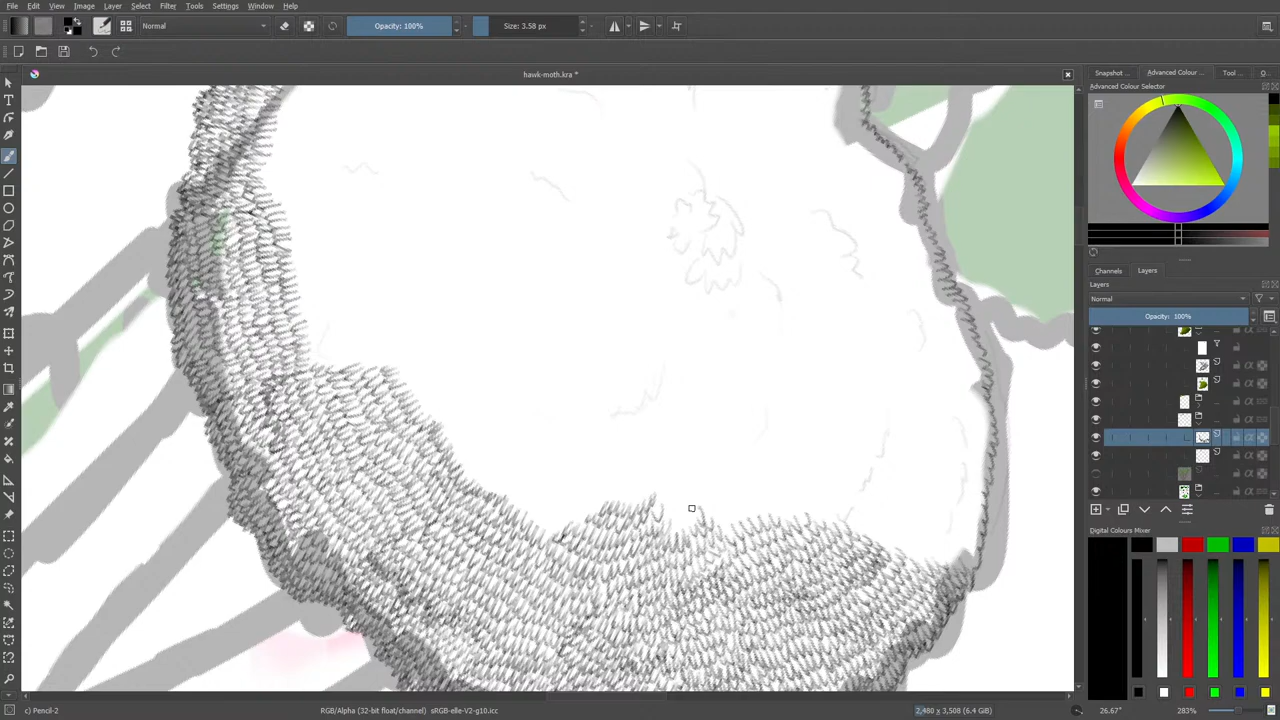 File Edit View Image Layer Select Filter Tools Settings Window Help
Normal Opacity: 100% Size: 3.58 px
hawk-moth.kra *
Snapshot ... Advanced Colour ... Tool ... O...
Advanced Colour Selector
Channels Layers
Layers
Normal
Opacity: 100%
Digital Colours Mixer
c) Pencil-2 RGB/Alpha (32-bit float/channel) sRGB-elle-V2-g10.icc 2,480 x 3,508 (6.4 GiB) 26.67° 283%